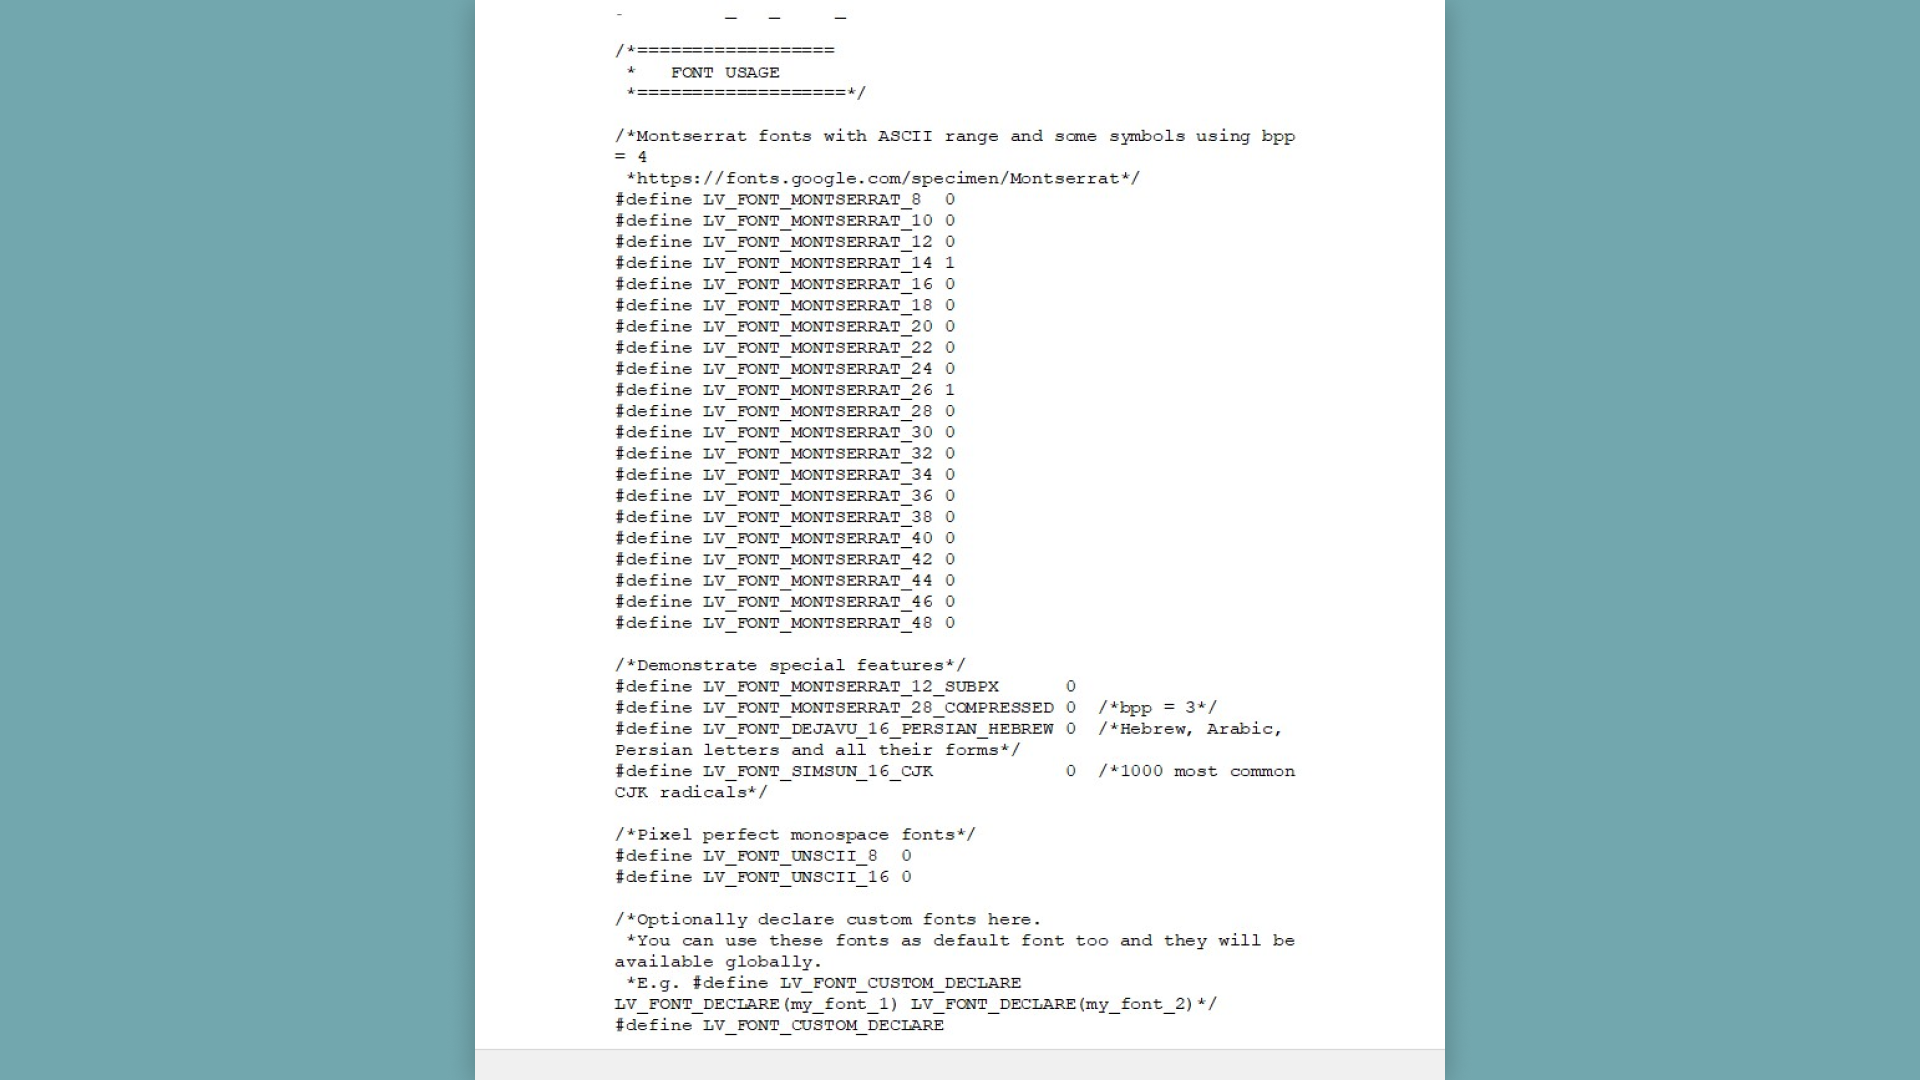 /*==================
 *   FONT USAGE
 *===================*/

/*Montserrat fonts with ASCII range and some symbols using bpp
= 4
 *https://fonts.google.com/specimen/Montserrat*/
#define LV_FONT_MONTSERRAT_8  0
#define LV_FONT_MONTSERRAT_10 0
#define LV_FONT_MONTSERRAT_12 0
#define LV_FONT_MONTSERRAT_14 1
#define LV_FONT_MONTSERRAT_16 0
#define LV_FONT_MONTSERRAT_18 0
#define LV_FONT_MONTSERRAT_20 0
#define LV_FONT_MONTSERRAT_22 0
#define LV_FONT_MONTSERRAT_24 0
#define LV_FONT_MONTSERRAT_26 1
#define LV_FONT_MONTSERRAT_28 0
#define LV_FONT_MONTSERRAT_30 0
#define LV_FONT_MONTSERRAT_32 0
#define LV_FONT_MONTSERRAT_34 0
#define LV_FONT_MONTSERRAT_36 0
#define LV_FONT_MONTSERRAT_38 0
#define LV_FONT_MONTSERRAT_40 0
#define LV_FONT_MONTSERRAT_42 0
#define LV_FONT_MONTSERRAT_44 0
#define LV_FONT_MONTSERRAT_46 0
#define LV_FONT_MONTSERRAT_48 0

/*Demonstrate special features*/
#define LV_FONT_MONTSERRAT_12_SUBPX      0
#define LV_FONT_MONTSERRAT_28_COMPRESSED 0  /*bpp = 3*/
#define LV_FONT_DEJAVU_16_PERSIAN_HEBREW 0  /*Hebrew, Arabic,
Persian letters and all their forms*/
#define LV_FONT_SIMSUN_16_CJK            0  /*1000 most common
CJK radicals*/

/*Pixel perfect monospace fonts*/
#define LV_FONT_UNSCII_8  0
#define LV_FONT_UNSCII_16 0

/*Optionally declare custom fonts here.
 *You can use these fonts as default font too and they will be
available globally.
 *E.g. #define LV_FONT_CUSTOM_DECLARE
LV_FONT_DECLARE(my_font_1) LV_FONT_DECLARE(my_font_2)*/
#define LV_FONT_CUSTOM_DECLARE